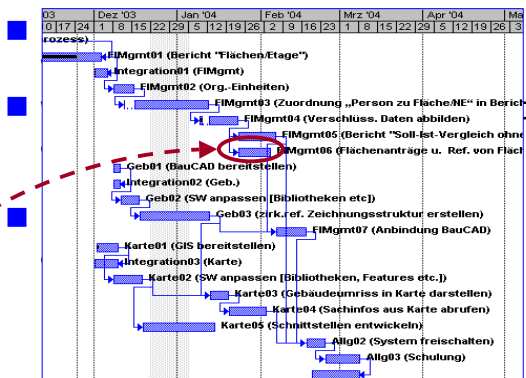 03 Dez '03 Jan '04 Feb '04 Mrz '04 Apr '04
0 17 24 1 8 15 22 29 5 12 19 26 2 9 16 23 1 8 15 22 29 5 12 19 26 3
rozess)
FlMgmt01 (Bericht "Flächen/Etage")
Integration01 (FlMgmt)
FlMgmt02 (Org.-Einheiten)
FlMgmt03 (Zuordnung „Person zu Fläche/NE" in Berich
FlMgmt04 (Verschlüss. Daten abbilden)
FlMgmt05 (Bericht "Soll-Ist-Vergleich ohne
FlMgmt06 (Flächenanträge u. Ref. von Fläch
Geb01 (BauCAD bereitstellen)
Integration02 (Geb.)
Geb02 (SW anpassen [Bibliotheken etc])
Geb03 (zirk.ref. Zeichnungsstruktur erstellen)
FlMgmt07 (Anbindung BauCAD)
Karte01 (GIS bereitstellen)
Integration03 (Karte)
Karte02 (SW anpassen [Bibliotheken, Features etc.])
Karte03 (Gebäudeumriss in Karte darstellen)
Karte04 (Sachinfos aus Karte abrufen)
Karte05 (Schnittstellen entwickeln)
Allg02 (System freischalten)
Allg03 (Schulung)